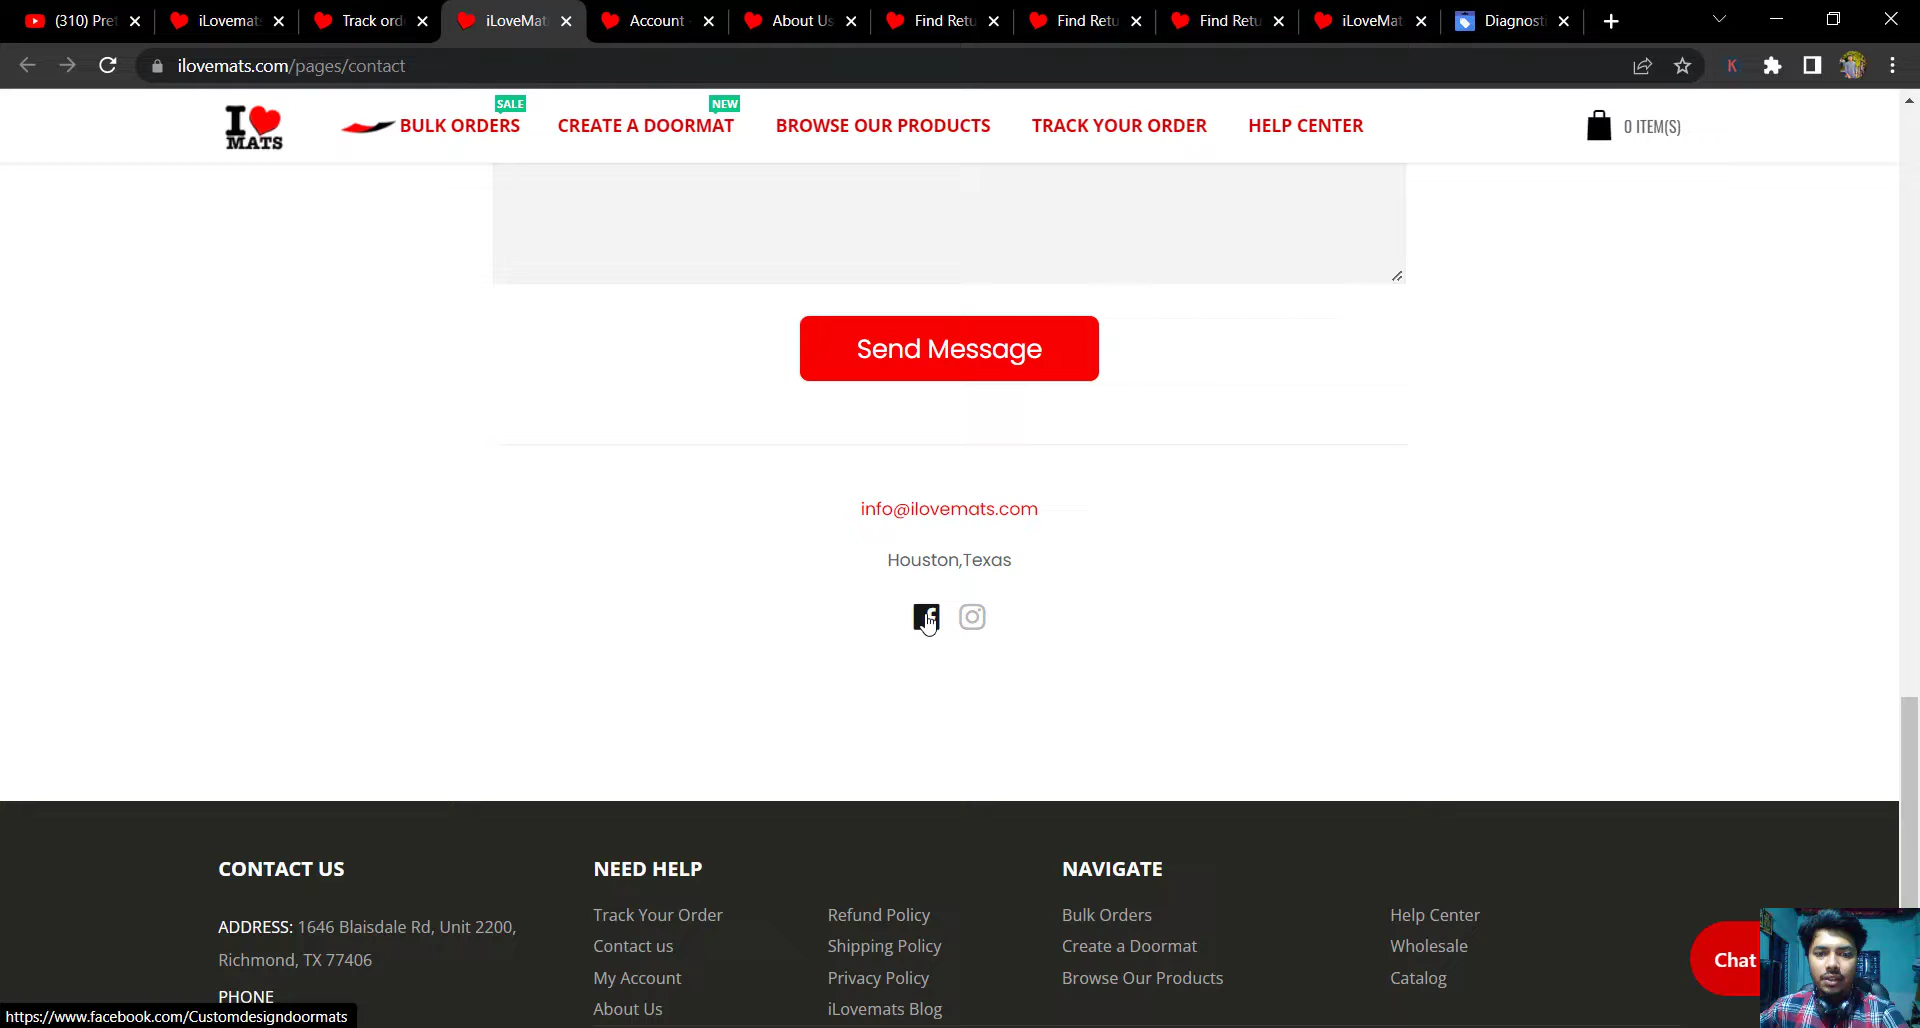 (310) Pret
iLovemat
Track ord
iLoveMat
Account
About Us
Find Retu
Find Retu
Find Retu
iLoveMat
Diagnosti
ilovemats.com/pages/contact
K
I
MATS
SALE
BULK ORDERS
NEW
CREATE A DOORMAT
BROWSE OUR PRODUCTS
TRACK YOUR ORDER
HELP CENTER
0 ITEM(S)
Send Message
info@ilovemats.com
Houston,Texas
CONTACT US
ADDRESS: 1646 Blaisdale Rd, Unit 2200,
Richmond, TX 77406
PHONE
NEED HELP
Track Your Order
Contact us
My Account
About Us
Refund Policy
Shipping Policy
Privacy Policy
iLovemats Blog
NAVIGATE
Bulk Orders
Create a Doormat
Browse Our Products
Help Center
Wholesale
Catalog
Chat
https://www.facebook.com/Customdesigndoormats